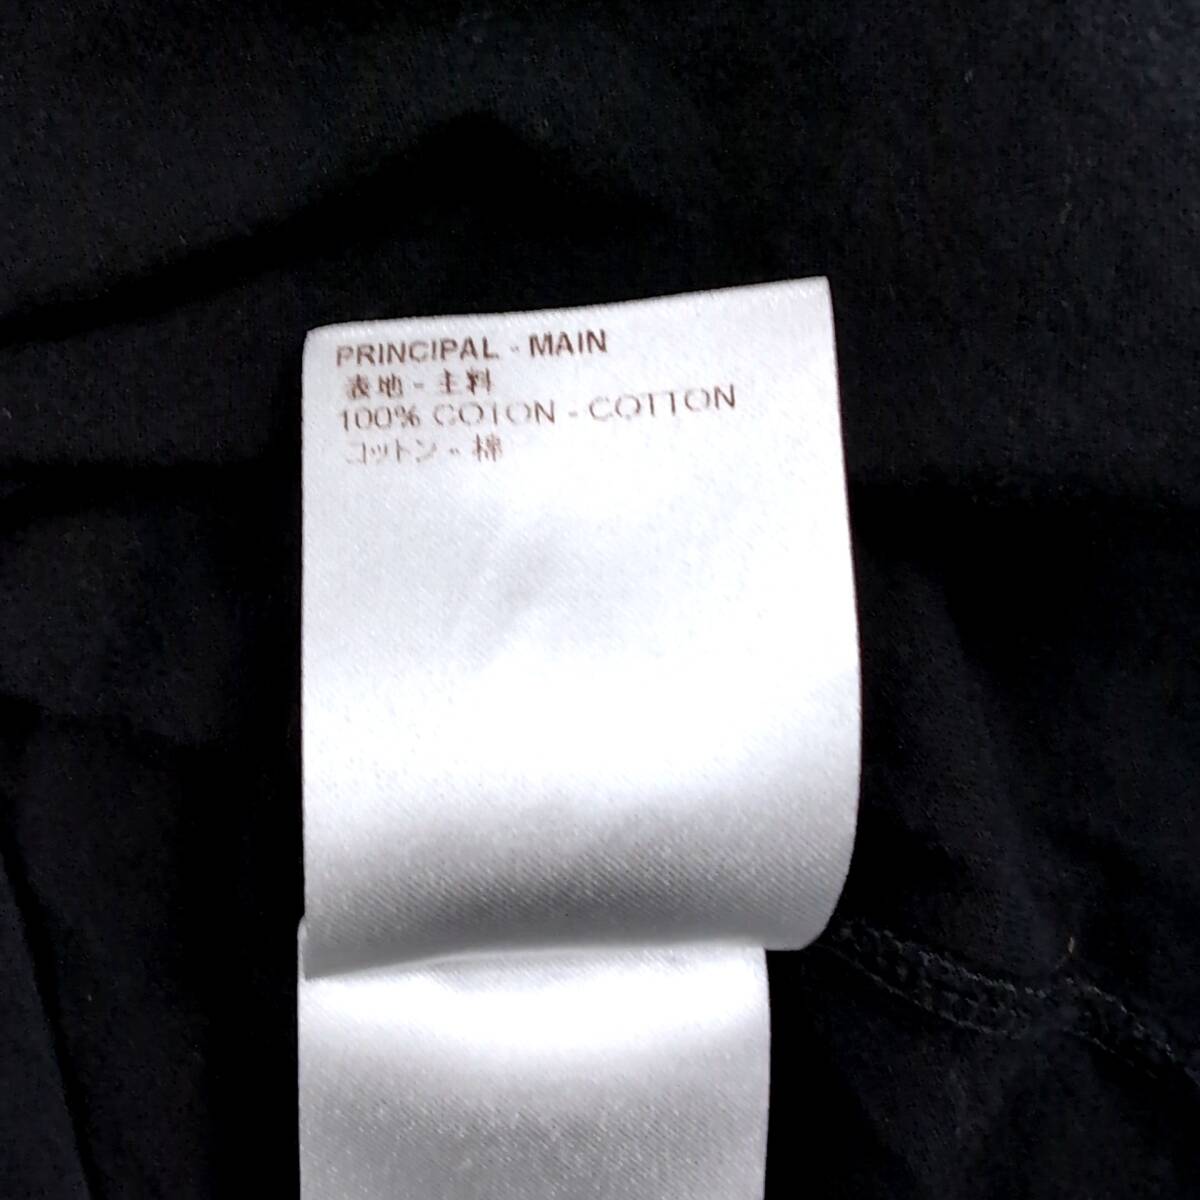 PRINCIPAL - MAIN
表地 - 主料
100% COTON - COTTON
コットン - 棉